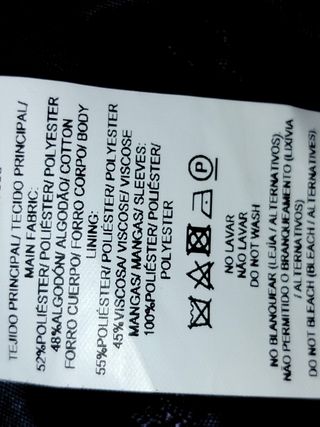 TEJIDO PRINCIPAL/ TECIDO PRINCIPAL/
MAIN FABRIC:
52%POLIÉSTER/ POLIÉSTER/ POLYESTER
48%ALGODÓN/ ALGODÃO/ COTTON
FORRO CUERPO/ FORRO CORPO/ BODY
LINING:
55%POLIÉSTER/ POLIÉSTER/ POLYESTER
45%VISCOSA/ VISCOSE/ VISCOSE
MANGAS/ MANGAS/ SLEEVES:
100%POLIÉSTER/ POLIÉSTER/
POLYESTER
P
NO LAVAR
NÃO LAVAR
DO NOT WASH
NO BLANQUEAR (LEJÍA / ALTERNATIVOS)
NÃO PERMITIDO O BRANQUEAMENTO (LIXÍVIA
/ ALTERNATIVOS)
DO NOT BLEACH (BLEACH / ALTERNATIVES)